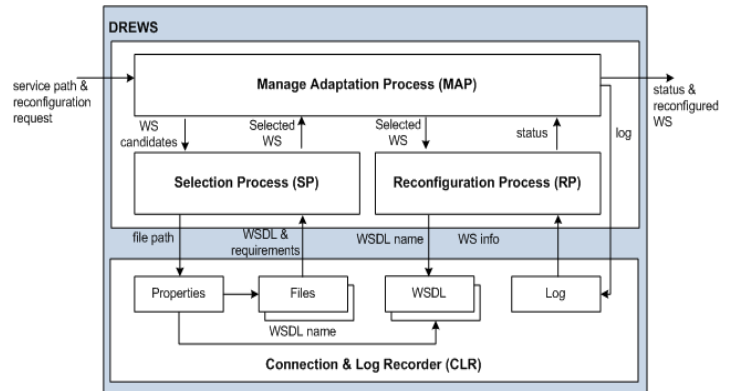 DREWS
service path &
reconfiguration
request
Manage Adaptation Process (MAP)
status &
reconfigured
WS
WS
candidates
Selected
WS
Selected
WS
status
log
Selection Process (SP)
Reconfiguration Process (RP)
file path
WSDL &
requirements
WSDL name
WS info
Properties
Files
WSDL
Log
WSDL name
Connection & Log Recorder (CLR)